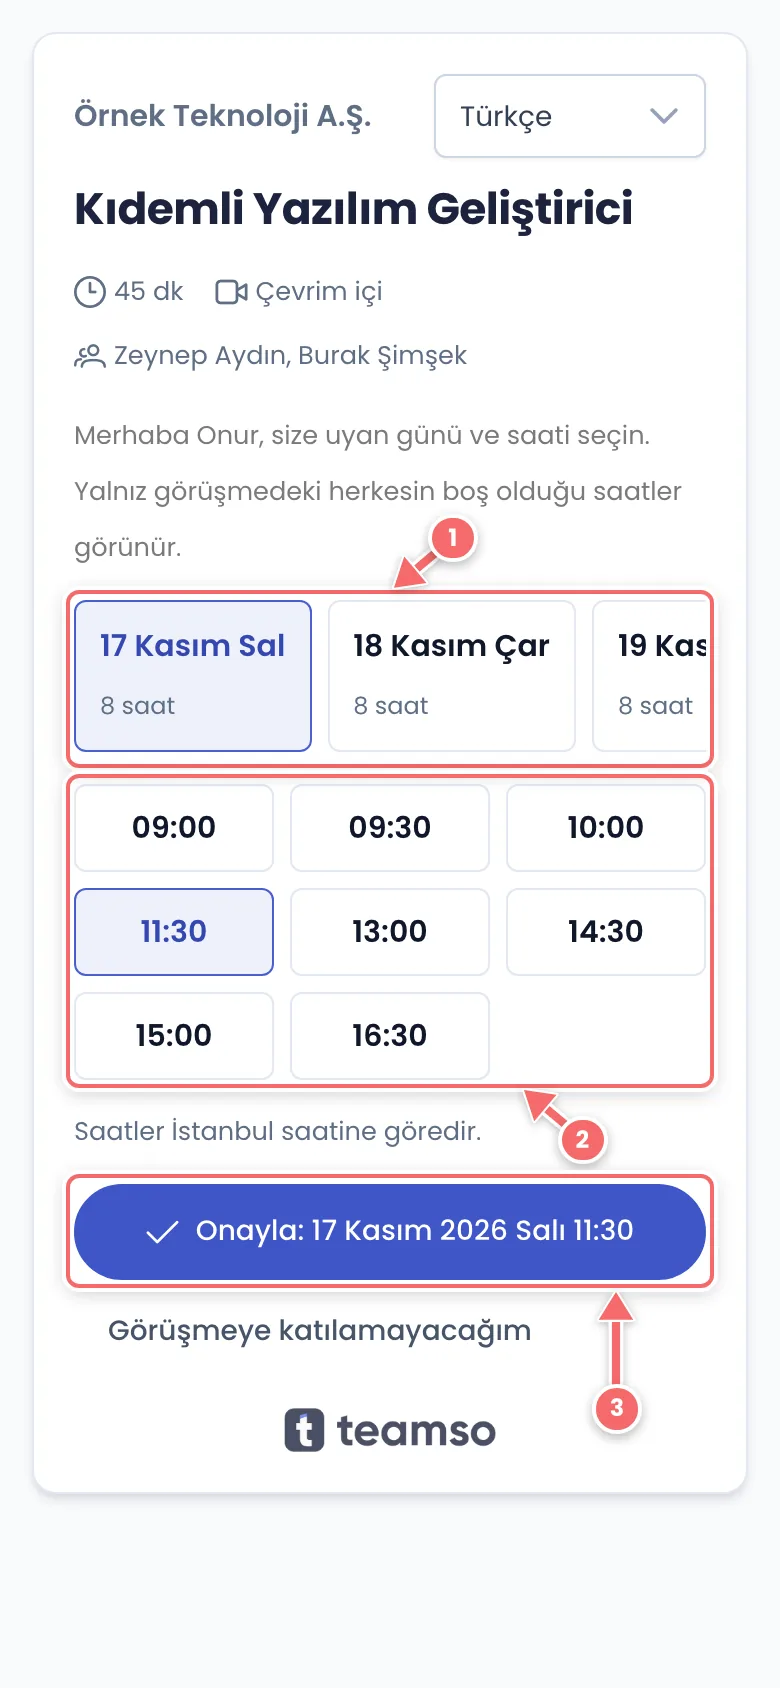 Örnek Teknoloji A.Ş.
Türkçe
Kıdemli Yazılım Geliştirici
45 dk
Çevrim içi
Zeynep Aydın, Burak Şimşek
Merhaba Onur, size uyan günü ve saati seçin.
Yalnız görüşmedeki herkesin boş olduğu saatler
görünür.
1
17 Kasım Sal
18 Kasım Çar
19 Kas
8 saat
8 saat
8 saat
09:00
09:30
10:00
11:30
13:00
14:30
15:00
16:30
Saatler İstanbul saatine göredir.
2
Onayla: 17 Kasım 2026 Salı 11:30
Görüşmeye katılamayacağım
3
teamso